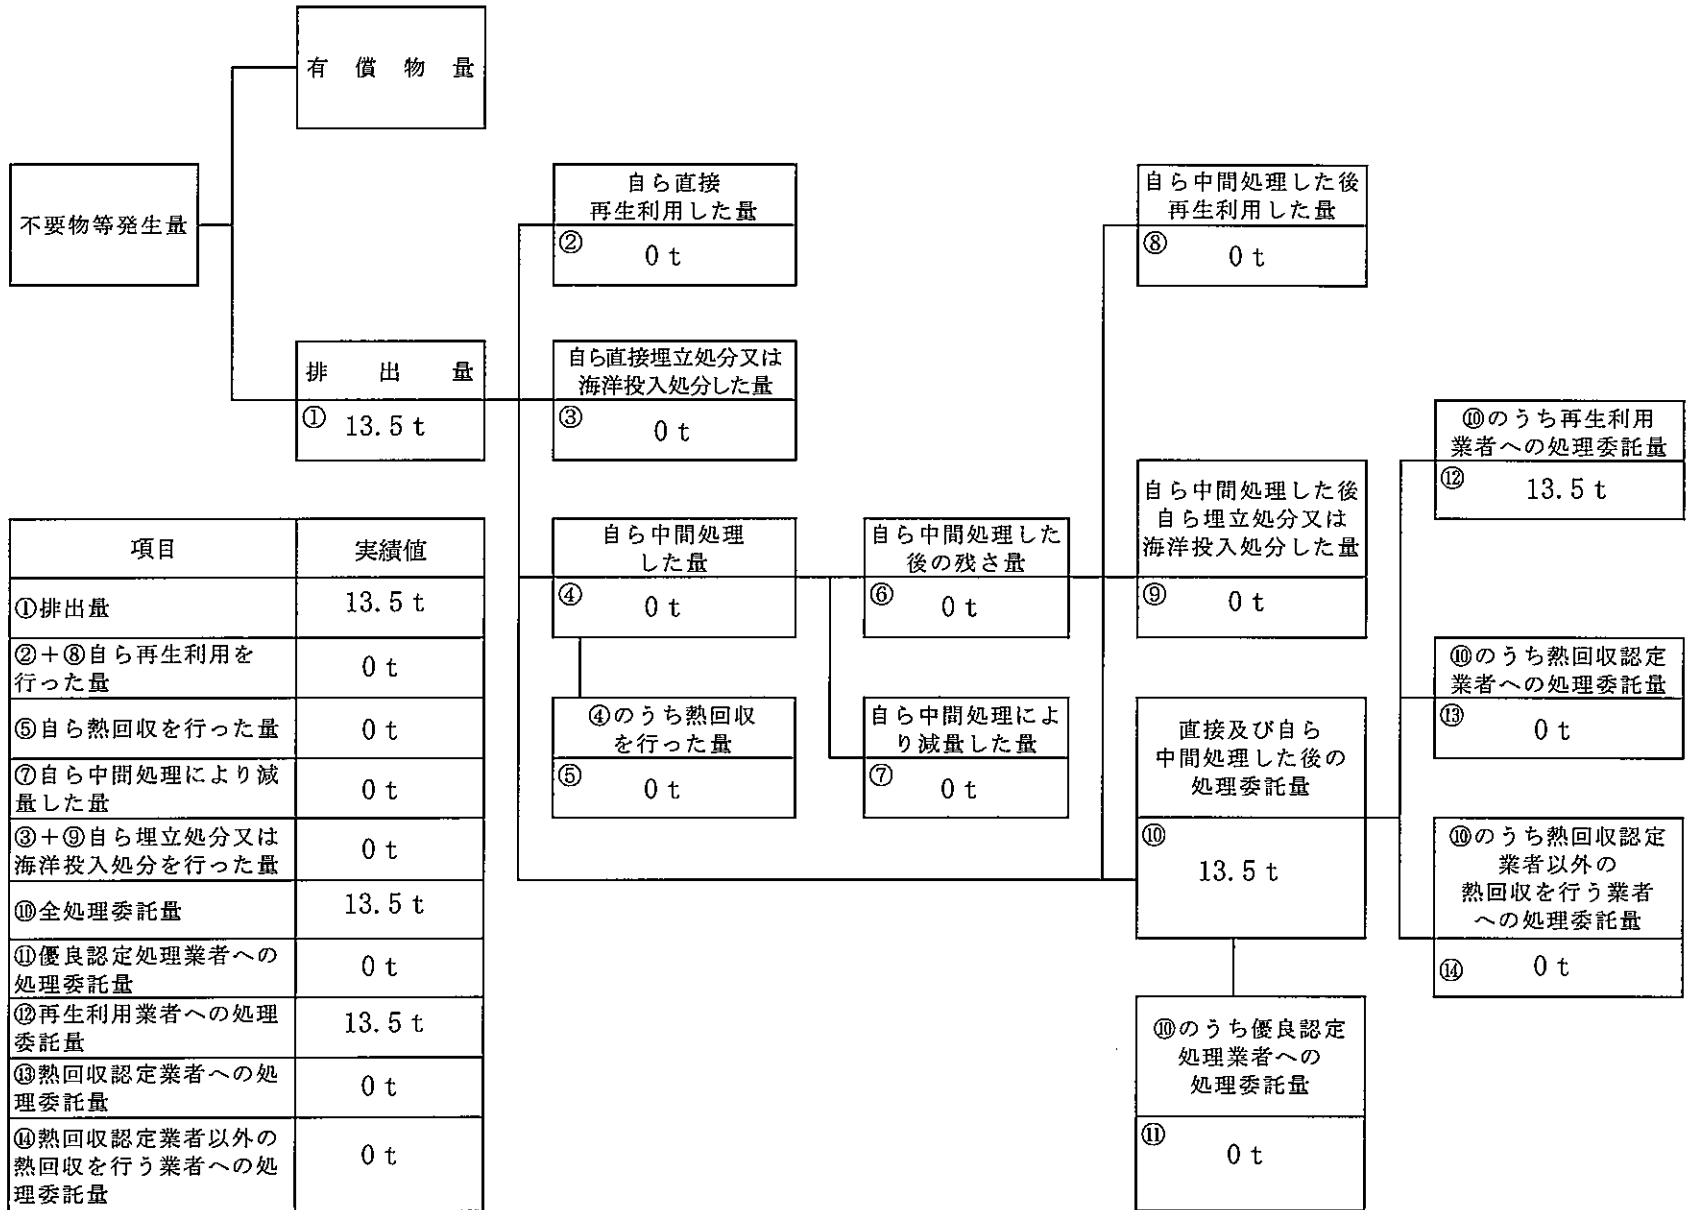 有償物量
不要物等発生量
排出量
① 13.5 t
自ら直接
再生利用した量
② 0 t
自ら直接埋立処分又は
海洋投入処分した量
③ 0 t
自ら中間処理
した量
④ 0 t
④のうち熱回収
を行った量
⑤ 0 t
自ら中間処理した
後の残さ量
⑥ 0 t
自ら中間処理によ
り減量した量
⑦ 0 t
自ら中間処理した後
再生利用した量
⑧ 0 t
自ら中間処理した後
自ら埋立処分又は
海洋投入処分した量
⑨ 0 t
直接及び自ら
中間処理した後の
処理委託量
⑩
13.5 t
⑩のうち優良認定
処理業者への
処理委託量
⑪ 0 t
⑩のうち再生利用
業者への処理委託量
⑫ 13.5 t
⑩のうち熱回収認定
業者への処理委託量
⑬ 0 t
⑩のうち熱回収認定
業者以外の
熱回収を行う業者
への処理委託量
⑭ 0 t
項目 実績値
①排出量 13.5 t
②+⑧自ら再生利用を
行った量 0 t
⑤自ら熱回収を行った量 0 t
⑦自ら中間処理により減
量した量 0 t
③+⑨自ら埋立処分又は
海洋投入処分を行った量 0 t
⑩全処理委託量 13.5 t
⑪優良認定処理業者への
処理委託量 0 t
⑫再生利用業者への処理
委託量 13.5 t
⑬熱回収認定業者への処
理委託量 0 t
⑭熱回収認定業者以外の
熱回収を行う業者への処
理委託量 0 t